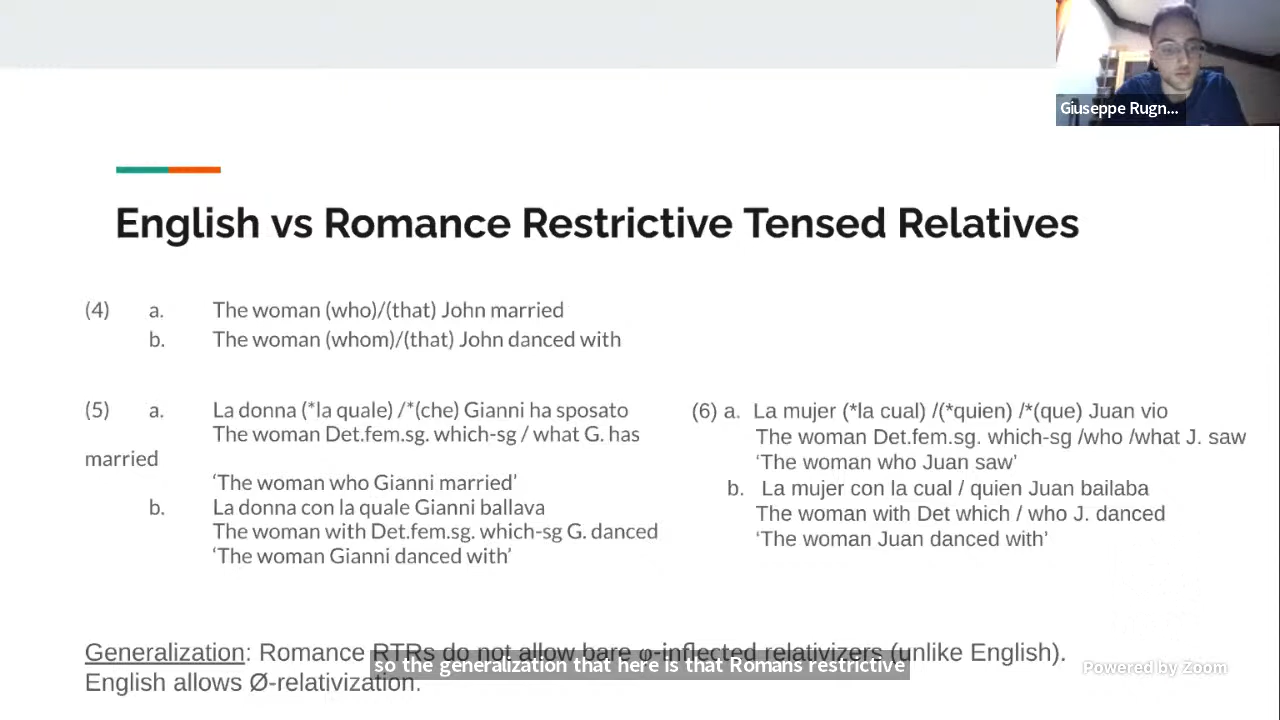 Giuseppe Rugn...
English vs Romance Restrictive Tensed Relatives
(4) a. The woman (who)/(that) John married
b. The woman (whom)/(that) John danced with
(5) a. La donna (*la quale) /*(che) Gianni ha sposato
The woman Det.fem.sg. which-sg / what G. has
married
‘The woman who Gianni married’
b. La donna con la quale Gianni ballava
The woman with Det.fem.sg. which-sg G. danced
‘The woman Gianni danced with’
(6) a. La mujer (*la cual) /(*quien) /*(que) Juan vio
The woman Det.fem.sg. which-sg /who /what J. saw
‘The woman who Juan saw’
b. La mujer con la cual / quien Juan bailaba
The woman with Det which / who J. danced
‘The woman Juan danced with’
Generalization: Romance RTRs do not allow bare φ-inflected relativizers (unlike English).
so the generalization that here is that Romans restrictive
English allows Ø-relativization.
Powered by Zoom